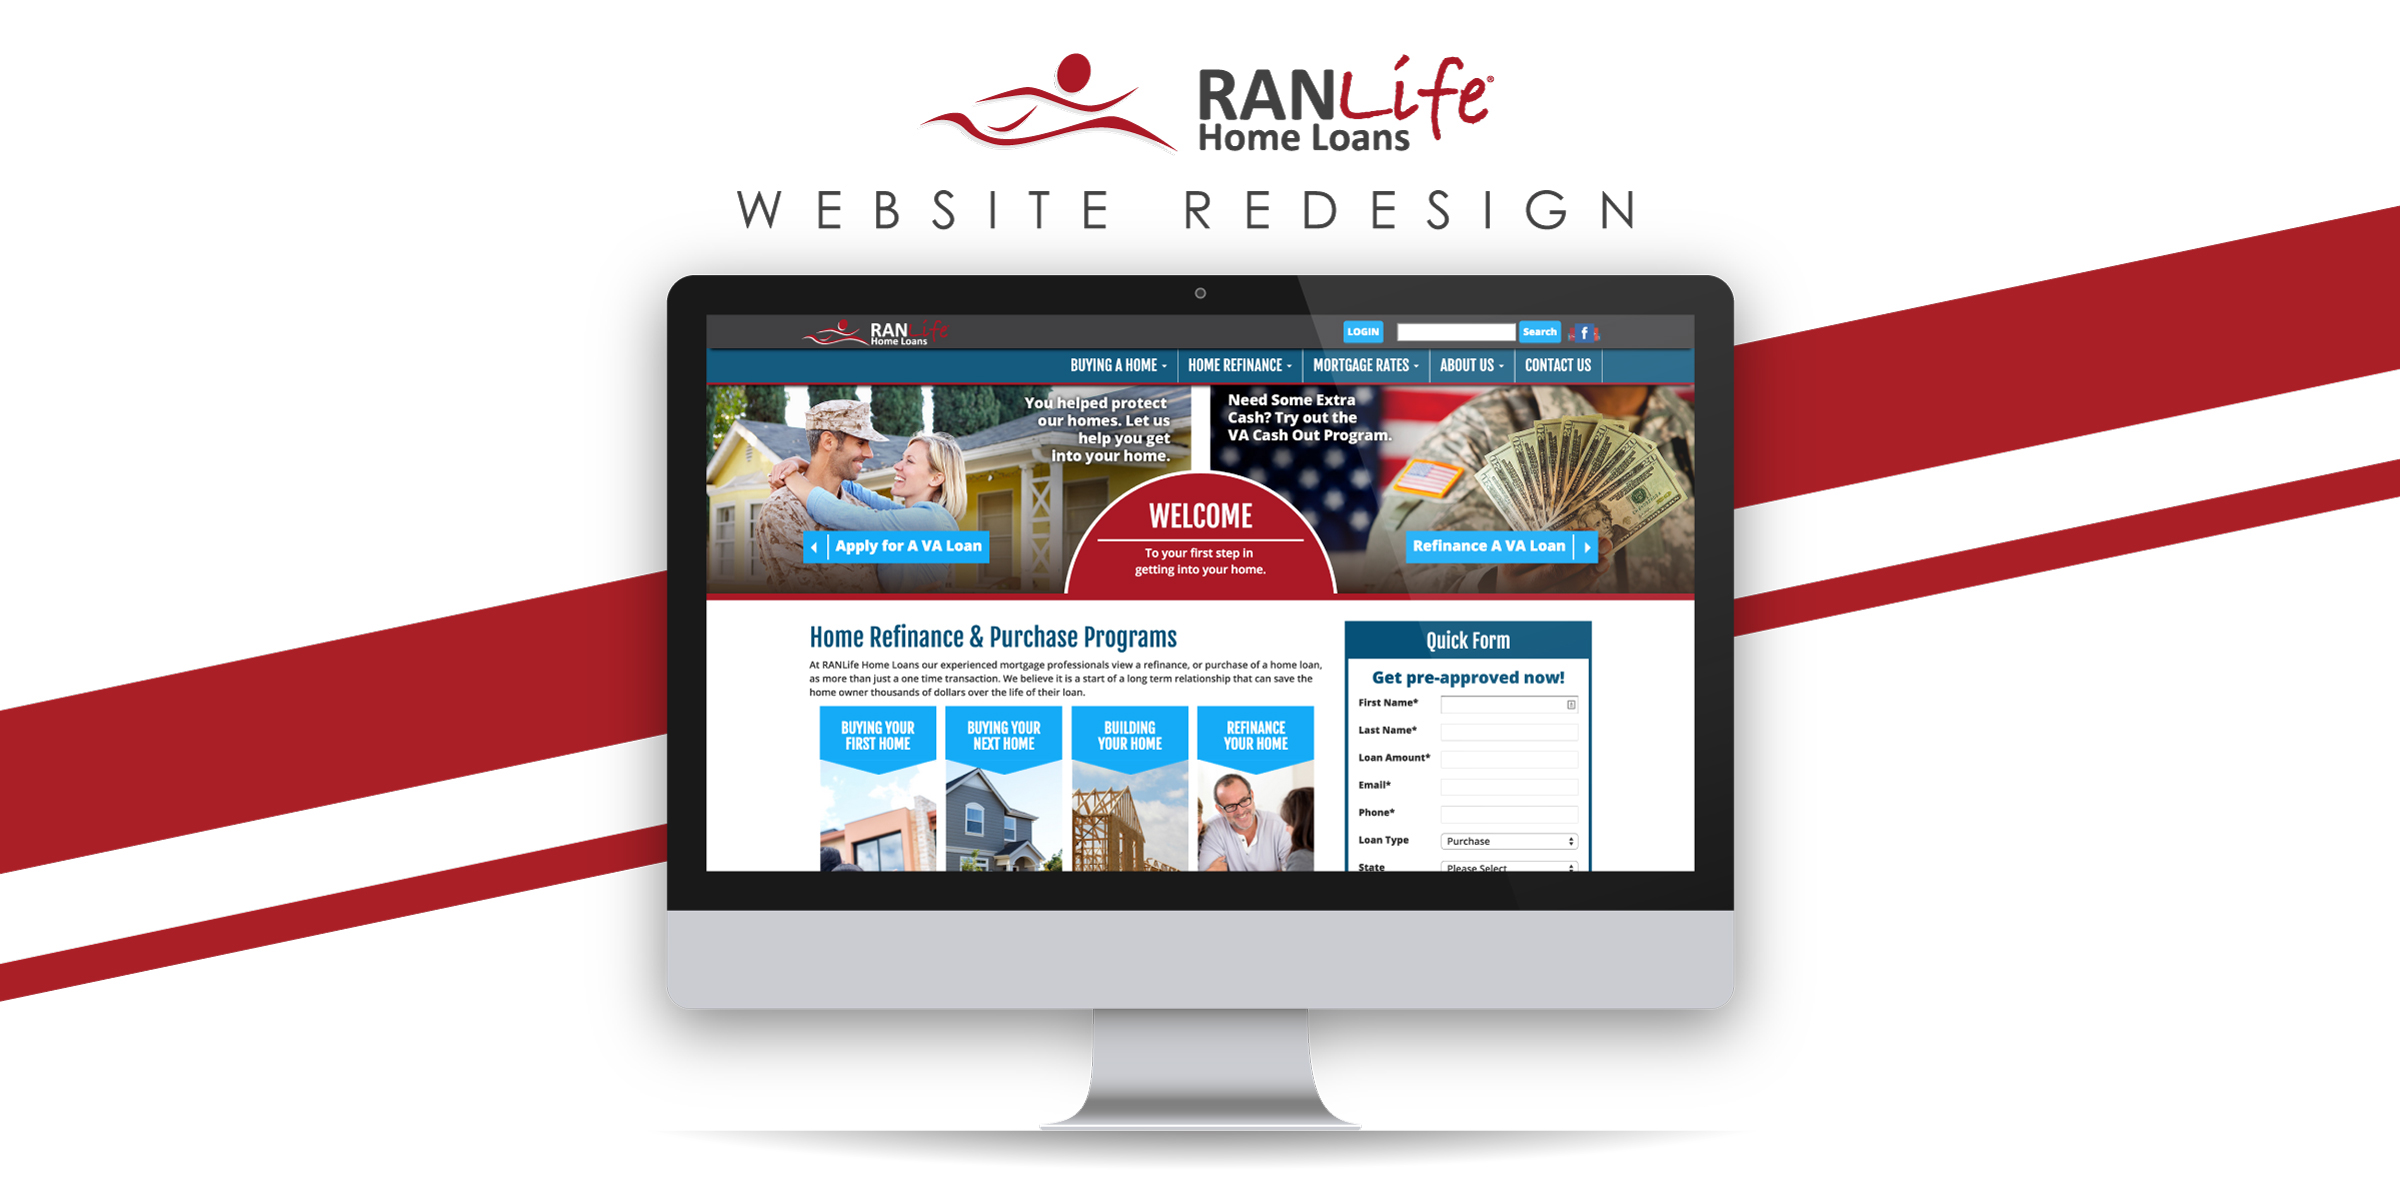 RANLife®
Home Loans
WEBSITE REDESIGN
RANLife
Home Loans
LOGIN
Search
f
BUYING A HOME
HOME REFINANCE
MORTGAGE RATES
ABOUT US
CONTACT US
You helped protect
our homes. Let us
help you get
into your home.
Apply for A VA Loan
Need Some Extra
Cash? Try out the
VA Cash Out Program.
Refinance A VA Loan
WELCOME
To your first step in
getting into your home.
Home Refinance & Purchase Programs
At RANLife Home Loans our experienced mortgage professionals view a refinance, or purchase of a home loan,
as more than just a one time transaction. We believe it is a start of a long term relationship that can save the
home owner thousands of dollars over the life of their loan.
BUYING YOUR
FIRST HOME
BUYING YOUR
NEXT HOME
BUILDING
YOUR HOME
REFINANCE
YOUR HOME
Quick Form
Get pre-approved now!
First Name*
Last Name*
Loan Amount*
Email*
Phone*
Loan Type
Purchase
State
Please Select